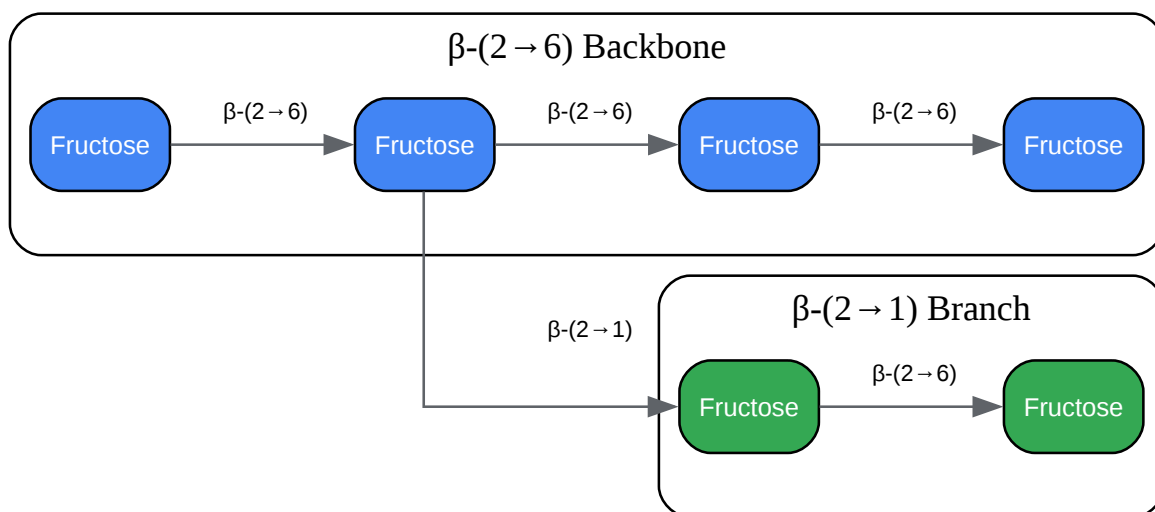 β-(2→6) Backbone
β-(2→6)
β-(2→6)
β-(2→6)
Fructose
Fructose
Fructose
Fructose
β-(2→1) Branch
β-(2→1)
β-(2→6)
Fructose
Fructose